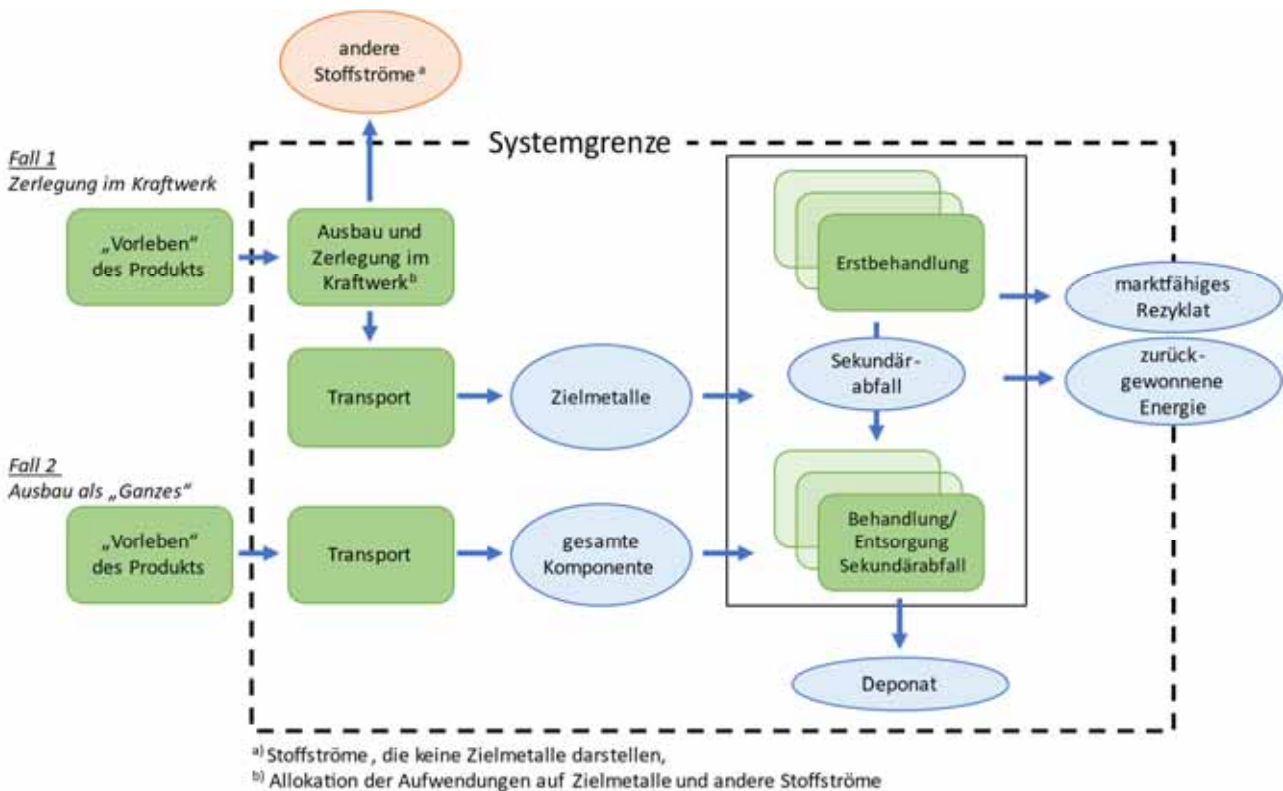 andere
Stoffströme a
Systemgrenze
Fall 1
Zerlegung im Kraftwerk
„Vorleben“
des Produkts
Ausbau und
Zerlegung im
Kraftwerk b
Erstbehandlung
marktfähiges
Rezyklat
Transport
Zielmetalle
Sekundär-
abfall
zurück-
gewonnene
Energie
Fall 2
Ausbau als „Ganzes“
„Vorleben“
des Produkts
Transport
gesamte
Komponente
Behandlung/
Entsorgung
Sekundärabfall
Deponat
a) Stoffströme , die keine Zielmetalle darstellen,
b) Allokation der Aufwendungen auf Zielmetalle und andere Stoffströme